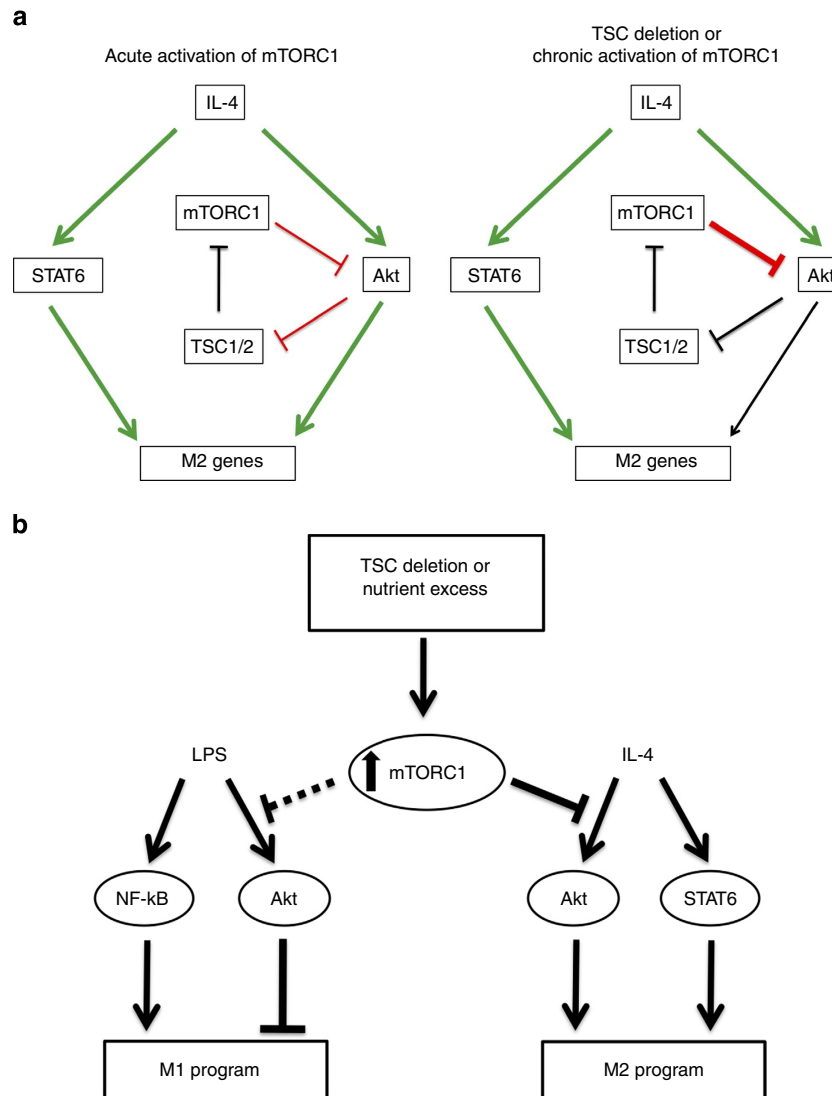 a
Acute activation of mTORC1
IL-4
mTORC1
STAT6
Akt
TSC1/2
M2 genes
TSC deletion or
chronic activation of mTORC1
IL-4
mTORC1
STAT6
Akt
TSC1/2
M2 genes
b
TSC deletion or
nutrient excess
LPS
mTORC1
IL-4
NF-kB
Akt
Akt
STAT6
M1 program
M2 program